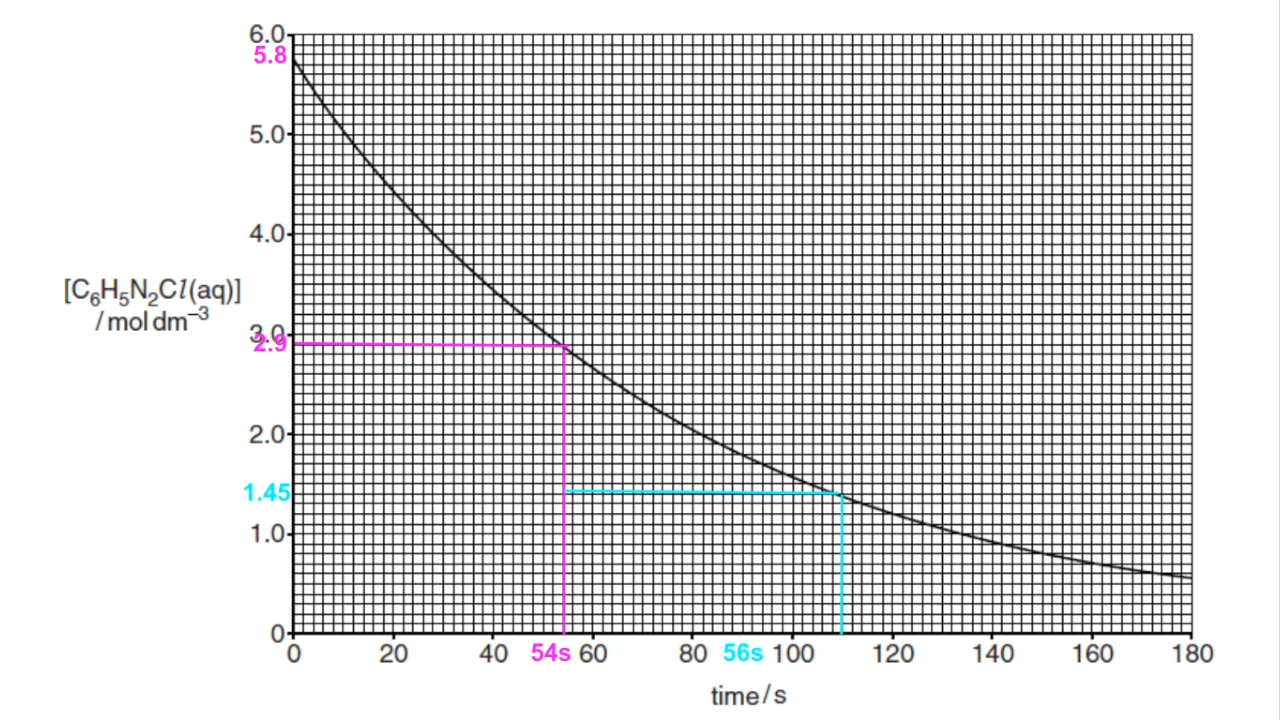 6.0
5.8
5.0
4.0
[C₆H₅N₂Cl(aq)]
/ mol dm⁻³
3.0
2.9
2.0
1.45
1.0
0
0 20 40 54s 60 80 56s 100 120 140 160 180
time / s